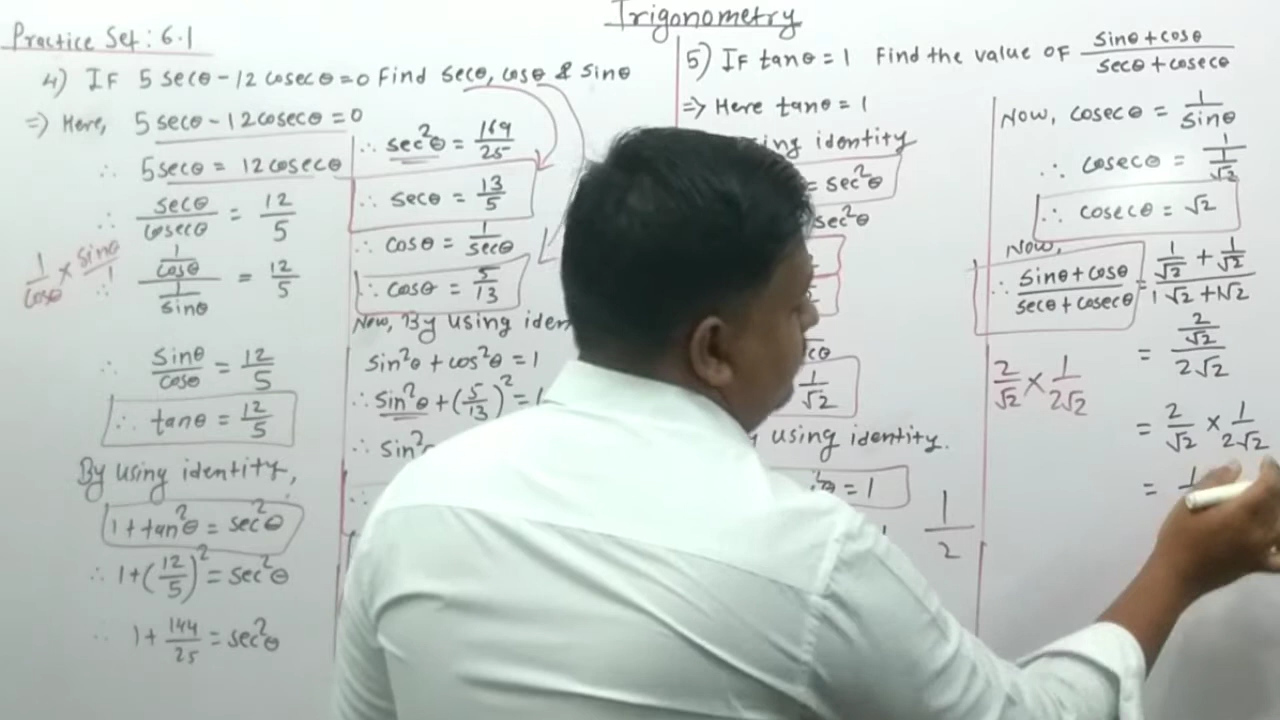 Trigonometry
Practice Set: 6.1
4) If 5 secθ - 12 cosecθ = 0 Find secθ, cosθ & sinθ
=> Here, 5 secθ - 12 cosecθ = 0
∴ 5 secθ = 12 cosecθ
∴ secθ/cosecθ = 12/5
1/cosθ × sinθ/1
∴ (1/cosθ)/(1/sinθ) = 12/5
∴ sinθ/cosθ = 12/5
∴ tanθ = 12/5
By using identity,
1 + tan²θ = sec²θ
∴ 1 + (12/5)² = sec²θ
∴ 1 + 144/25 = sec²θ
∴ sec²θ = 169/25
∴ secθ = 13/5
∴ cosθ = 1/secθ
∴ cosθ = 5/13
Now, By using
sin²θ + cos²θ = 1
∴ sin²θ + (5/13)² =
∴ sin²
∴
5) If tanθ = 1 Find the value of (sinθ + cosθ)/(secθ + cosecθ)
=> Here tanθ = 1
identity
= sec²θ
sec²θ
1/√2
using identity.
= 1
1/2
Now, cosecθ = 1/sinθ
∴ cosecθ = 1/(1/√2)
∴ cosecθ = √2
Now,
∴ (sinθ + cosθ)/(secθ + cosecθ) = (1/√2 + 1/√2)/(1√2 + 1√2)
= (2/√2)/(2√2)
2/√2 × 1/2√2
= 2/√2 × 1/2√2
= 1